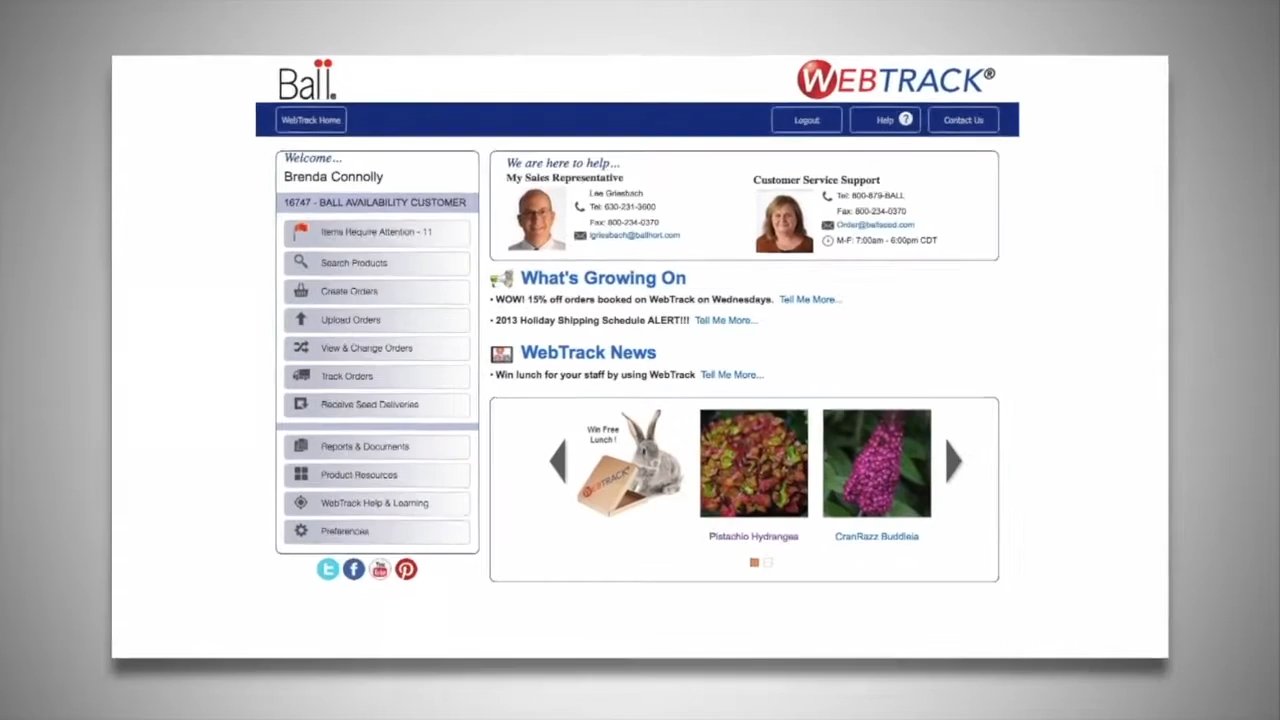 Ball
WEBTRACK®
WebTrack Home
Logout
Help ?
Contact Us
Welcome...
Brenda Connolly
16747 - BALL AVAILABILITY CUSTOMER
Items Require Attention - 11
Search Products
Create Orders
Upload Orders
View & Change Orders
Track Orders
Receive Seed Deliveries
Reports & Documents
Product Resources
WebTrack Help & Learning
Preferences
We are here to help...
My Sales Representative
Lee Griesbach
Tel: 630-231-3600
Fax: 800-234-0370
lgriesbach@ballhort.com
Customer Service Support
Tel: 800-879-BALL
Fax: 800-234-0370
Order@ballseed.com
M-F: 7:00am - 6:00pm CDT
What's Growing On
• WOW! 15% off orders booked on WebTrack on Wednesdays. Tell Me More...
• 2013 Holiday Shipping Schedule ALERT!!! Tell Me More...
WebTrack News
• Win lunch for your staff by using WebTrack Tell Me More...
Win Free
Lunch!
WEBTRACK
Pistachio Hydrangea
CranRazz Buddleia
You
Tube